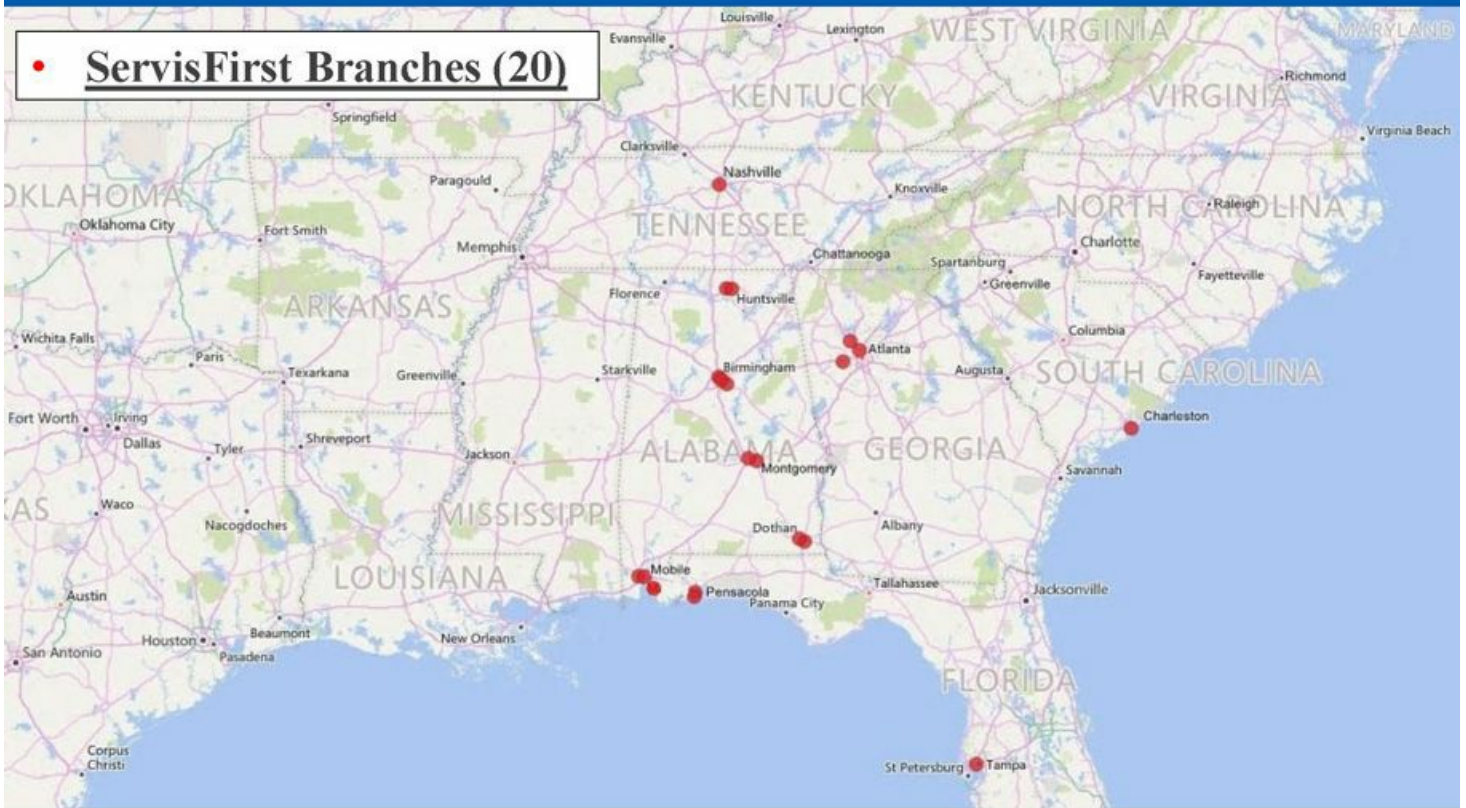 Louisville
Evansville
Lexington
WEST VIRGINIA
MARYLAND
• ServisFirst Branches (20)
Richmond
KENTUCKY
VIRGINIA
Springfield
Virginia Beach
Clarksville
Nashville
Paragould
Knoxville
OKLAHOMA
NORTH CAROLINA
Raleigh
Oklahoma City
Fort Smith
TENNESSEE
Memphis
Charlotte
Chattanooga
Spartanburg
Fayetteville
Greenville
Florence
Huntsville
ARKANSAS
Columbia
Wichita Falls
Paris
Atlanta
Texarkana
Greenville
Starkville
Birmingham
Augusta
SOUTH CAROLINA
Fort Worth
Irving
Dallas
Charleston
Shreveport
Tyler
Jackson
ALABAMA
GEORGIA
Montgomery
Savannah
XAS
Waco
MISSISSIPPI
Nacogdoches
Dothan
Albany
LOUISIANA
Mobile
Tallahassee
Jacksonville
Austin
Pensacola
Panama City
Beaumont
Houston
New Orleans
San Antonio
Pasadena
FLORIDA
Corpus
Christi
St Petersburg
Tampa